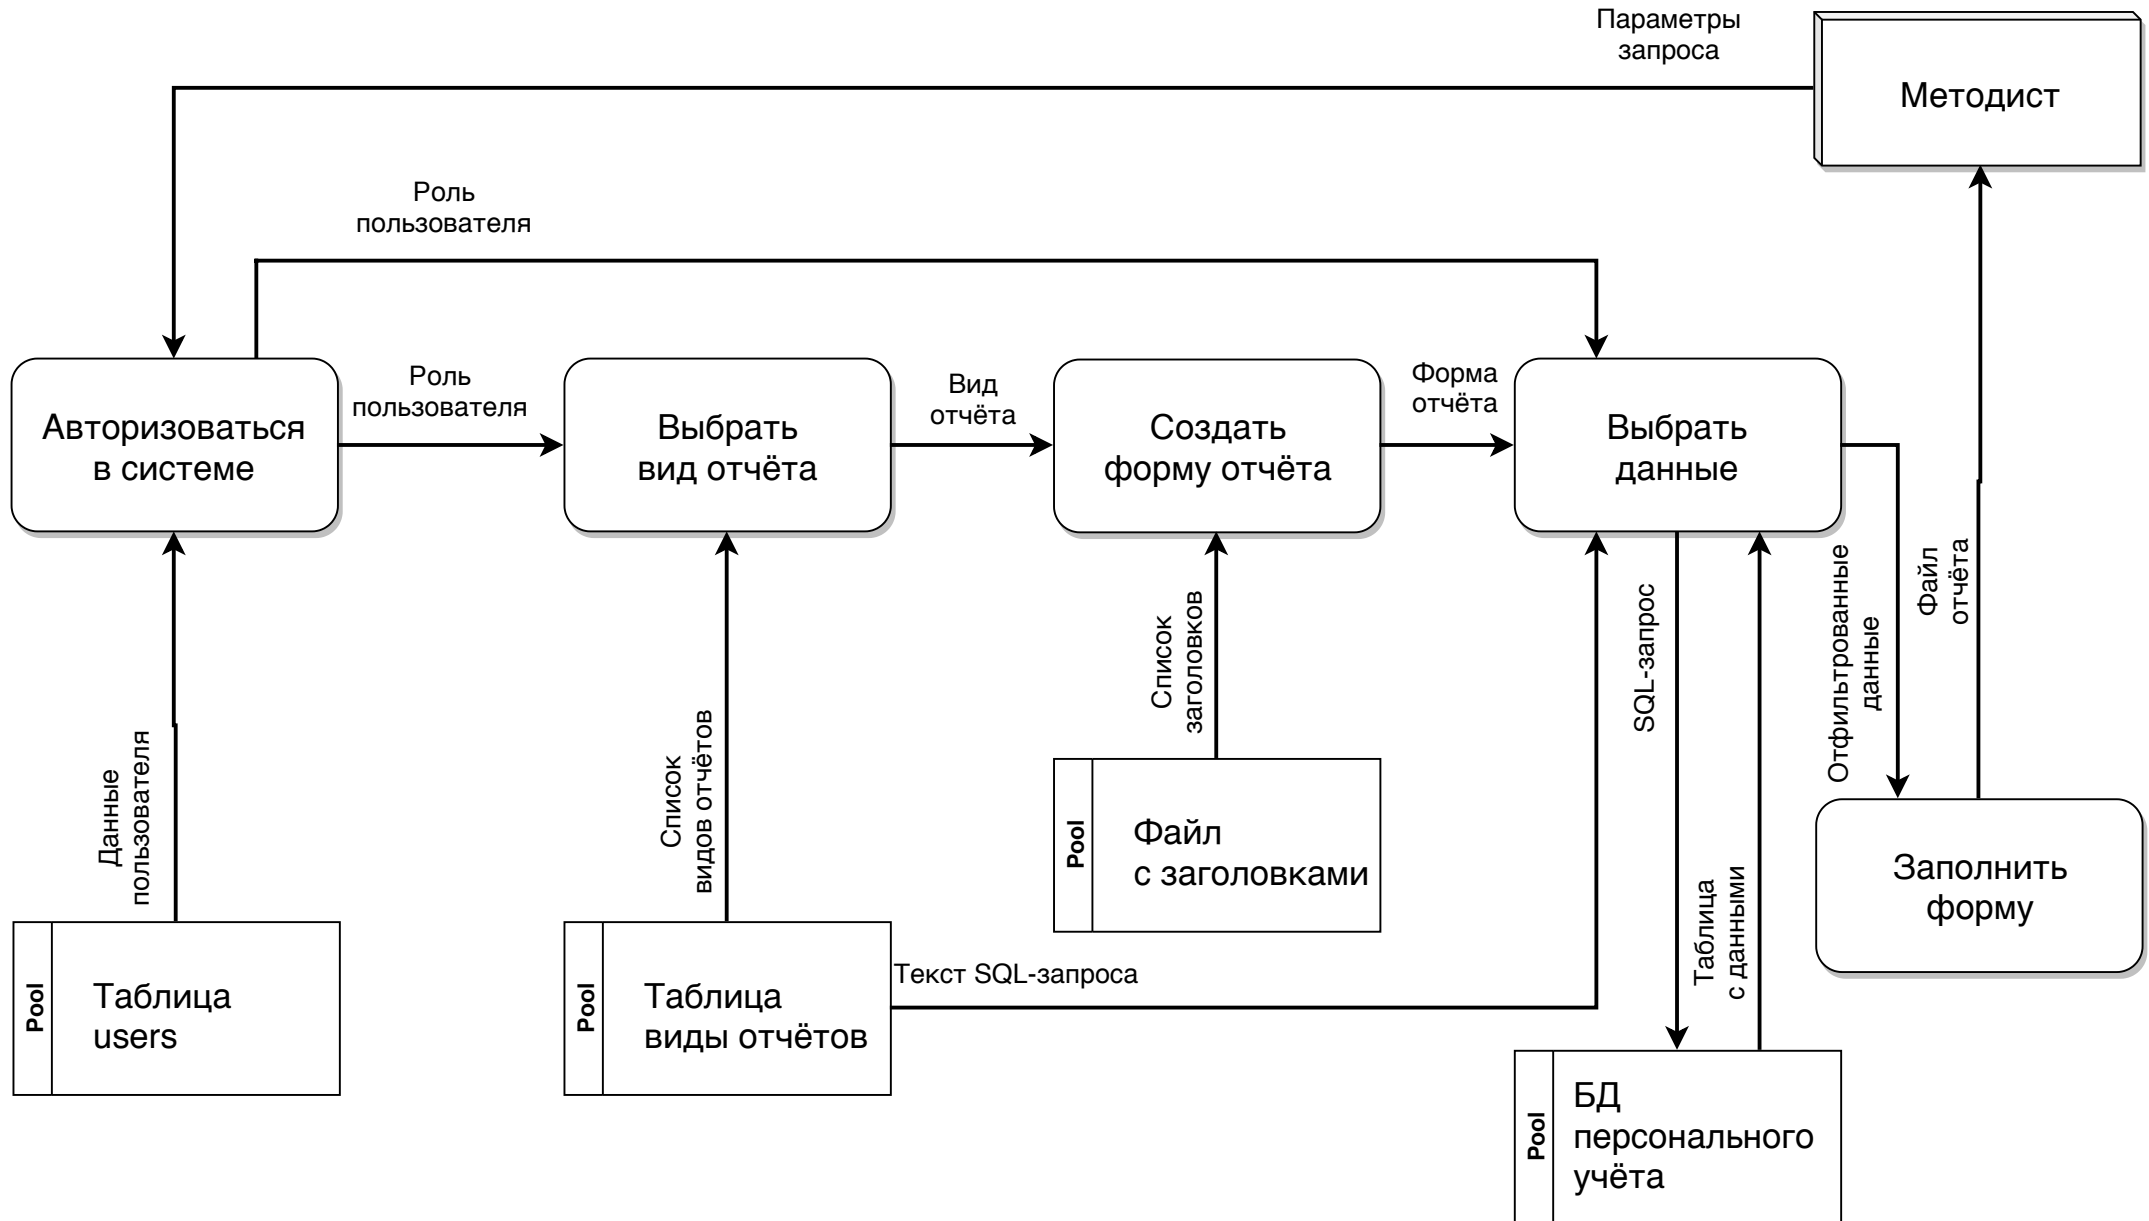 Параметры
запроса
Методист
Роль
пользователя
Авторизоваться
в системе
Роль
пользователя
Выбрать
вид отчёта
Вид
отчёта
Создать
форму отчёта
Форма
отчёта
Выбрать
данные
Данные
пользователя
Список
видов отчётов
Список
заголовков
SQL-запрос
Таблица
с данными
Отфильтрованные
данные
Файл
отчёта
Pool
Файл
с заголовками
Заполнить
форму
Pool
Таблица
users
Pool
Таблица
виды отчётов
Текст SQL-запроса
Pool
БД
персонального
учёта